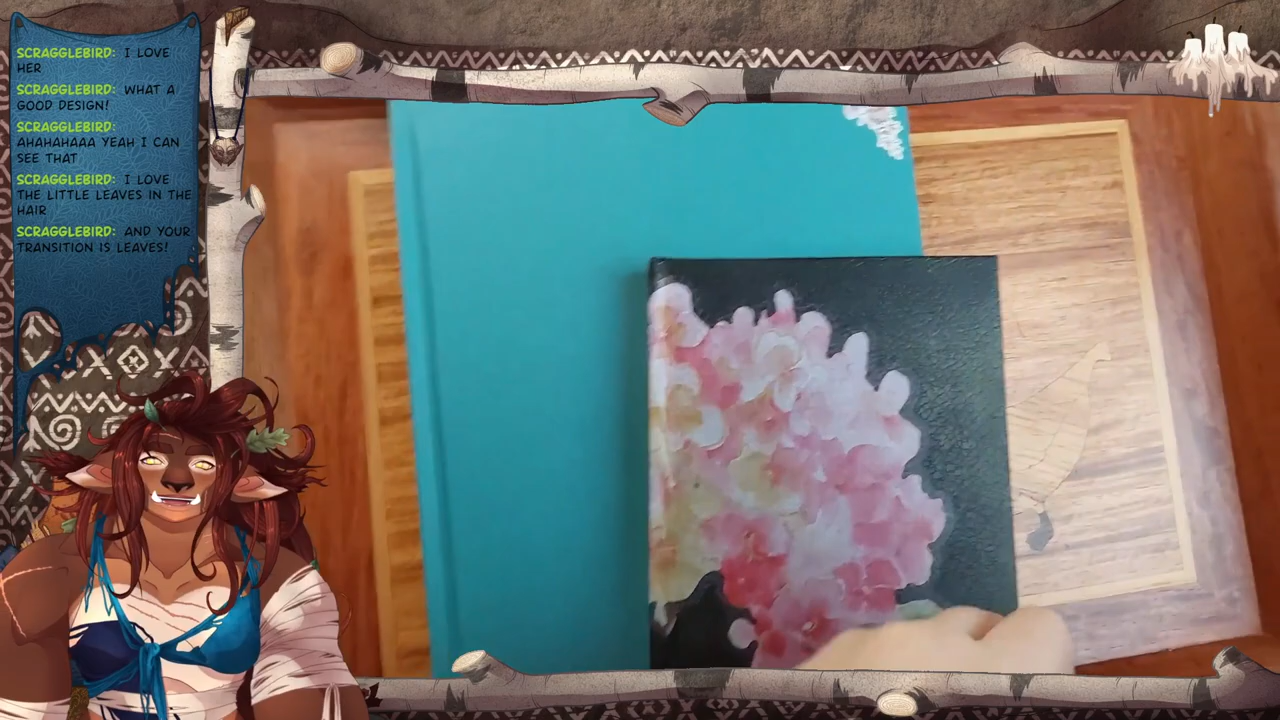 SCRAGGLEBIRD: I LOVE
HER
SCRAGGLEBIRD: WHAT A
GOOD DESIGN!
SCRAGGLEBIRD:
AHAHAHAAA YEAH I CAN
SEE THAT
SCRAGGLEBIRD: I LOVE
THE LITTLE LEAVES IN THE
HAIR
SCRAGGLEBIRD: AND YOUR
TRANSITION IS LEAVES!